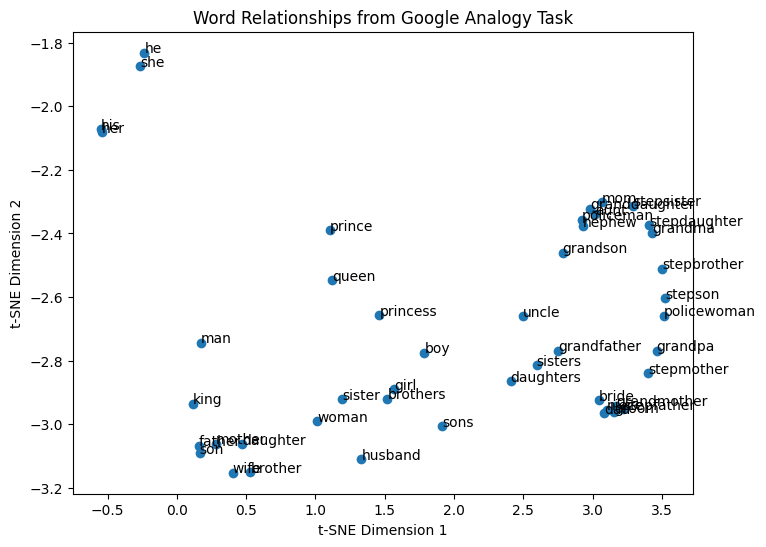 Word Relationships from Google Analogy Task
t-SNE Dimension 2
−1.8
−2.0
−2.2
−2.4
−2.6
−2.8
−3.0
−3.2
he
she
his
her
mom
stepsister
granddaughter
policeman
nephew
stepdaughter
grandma
prince
grandson
stepbrother
queen
stepson
princess
uncle
policewoman
man
boy
grandfather
grandpa
sisters
stepmother
daughters
girl
brothers
sister
king
bride
grandmother
stepfather
groom
woman
sons
father
mother
daughter
son
husband
wife
brother
−0.5
0.0
0.5
1.0
1.5
2.0
2.5
3.0
3.5
t-SNE Dimension 1